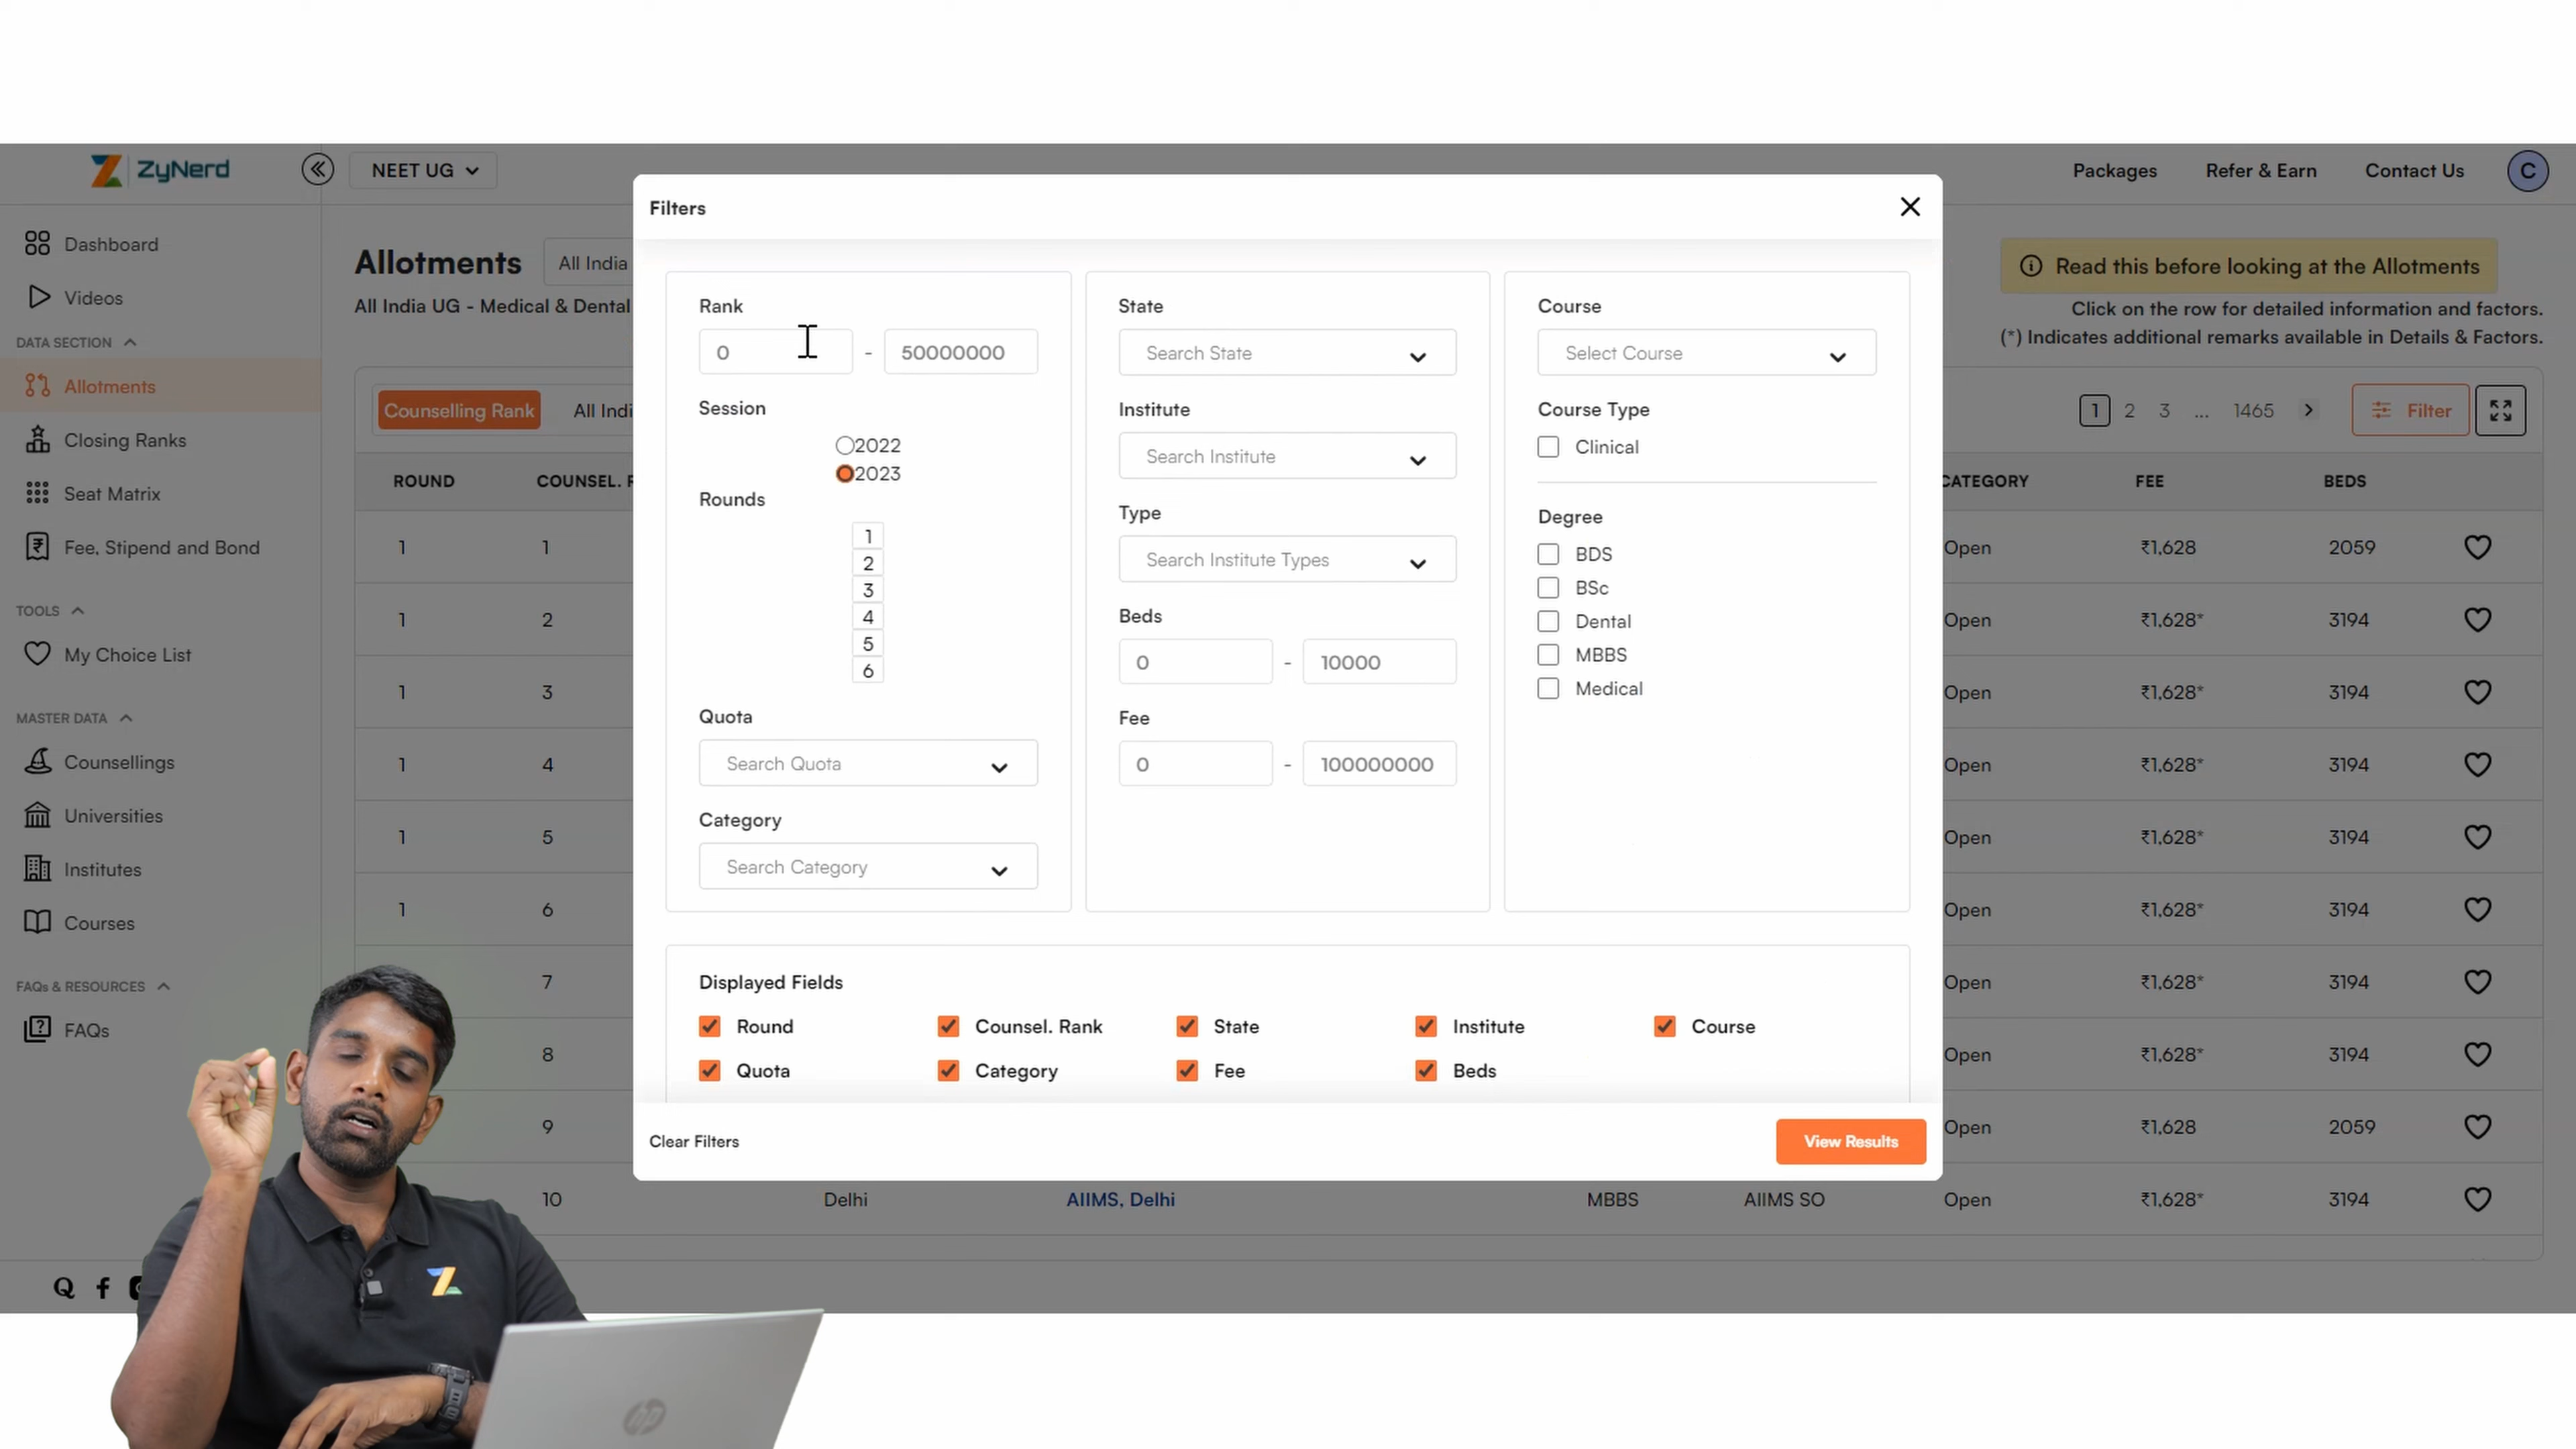 ZyNerd
NEET UG
Packages
Refer & Earn
Contact Us
C
Dashboard
Videos
DATA SECTION
Allotments
Closing Ranks
Seat Matrix
Fee, Stipend and Bond
TOOLS
My Choice List
MASTER DATA
Counsellings
Universities
Institutes
Courses
FAQs & RESOURCES
FAQs
Allotments
All India
All India UG - Medical & Dental
Read this before looking at the Allotments
Click on the row for detailed information and factors.
(*) Indicates additional remarks available in Details & Factors.
Counselling Rank
All Indi
1 2 3 ... 1465
Filter
ROUND COUNSEL. R
CATEGORY FEE BEDS
1 1 Open ₹1,628 2059
1 2 Open ₹1,628* 3194
1 3 Open ₹1,628* 3194
1 4 Open ₹1,628* 3194
1 5 Open ₹1,628* 3194
1 6 Open ₹1,628* 3194
7 Open ₹1,628* 3194
8 Open ₹1,628* 3194
9 Open ₹1,628 2059
10 Delhi AIIMS, Delhi MBBS AIIMS SO Open ₹1,628* 3194
Filters
Rank
0 - 50000000
Session
2022
2023
Rounds
1
2
3
4
5
6
Quota
Search Quota
Category
Search Category
State
Search State
Institute
Search Institute
Type
Search Institute Types
Beds
0 - 10000
Fee
0 - 100000000
Course
Select Course
Course Type
Clinical
Degree
BDS
BSc
Dental
MBBS
Medical
Displayed Fields
Round Counsel. Rank State Institute Course
Quota Category Fee Beds
Clear Filters
View Results
hp